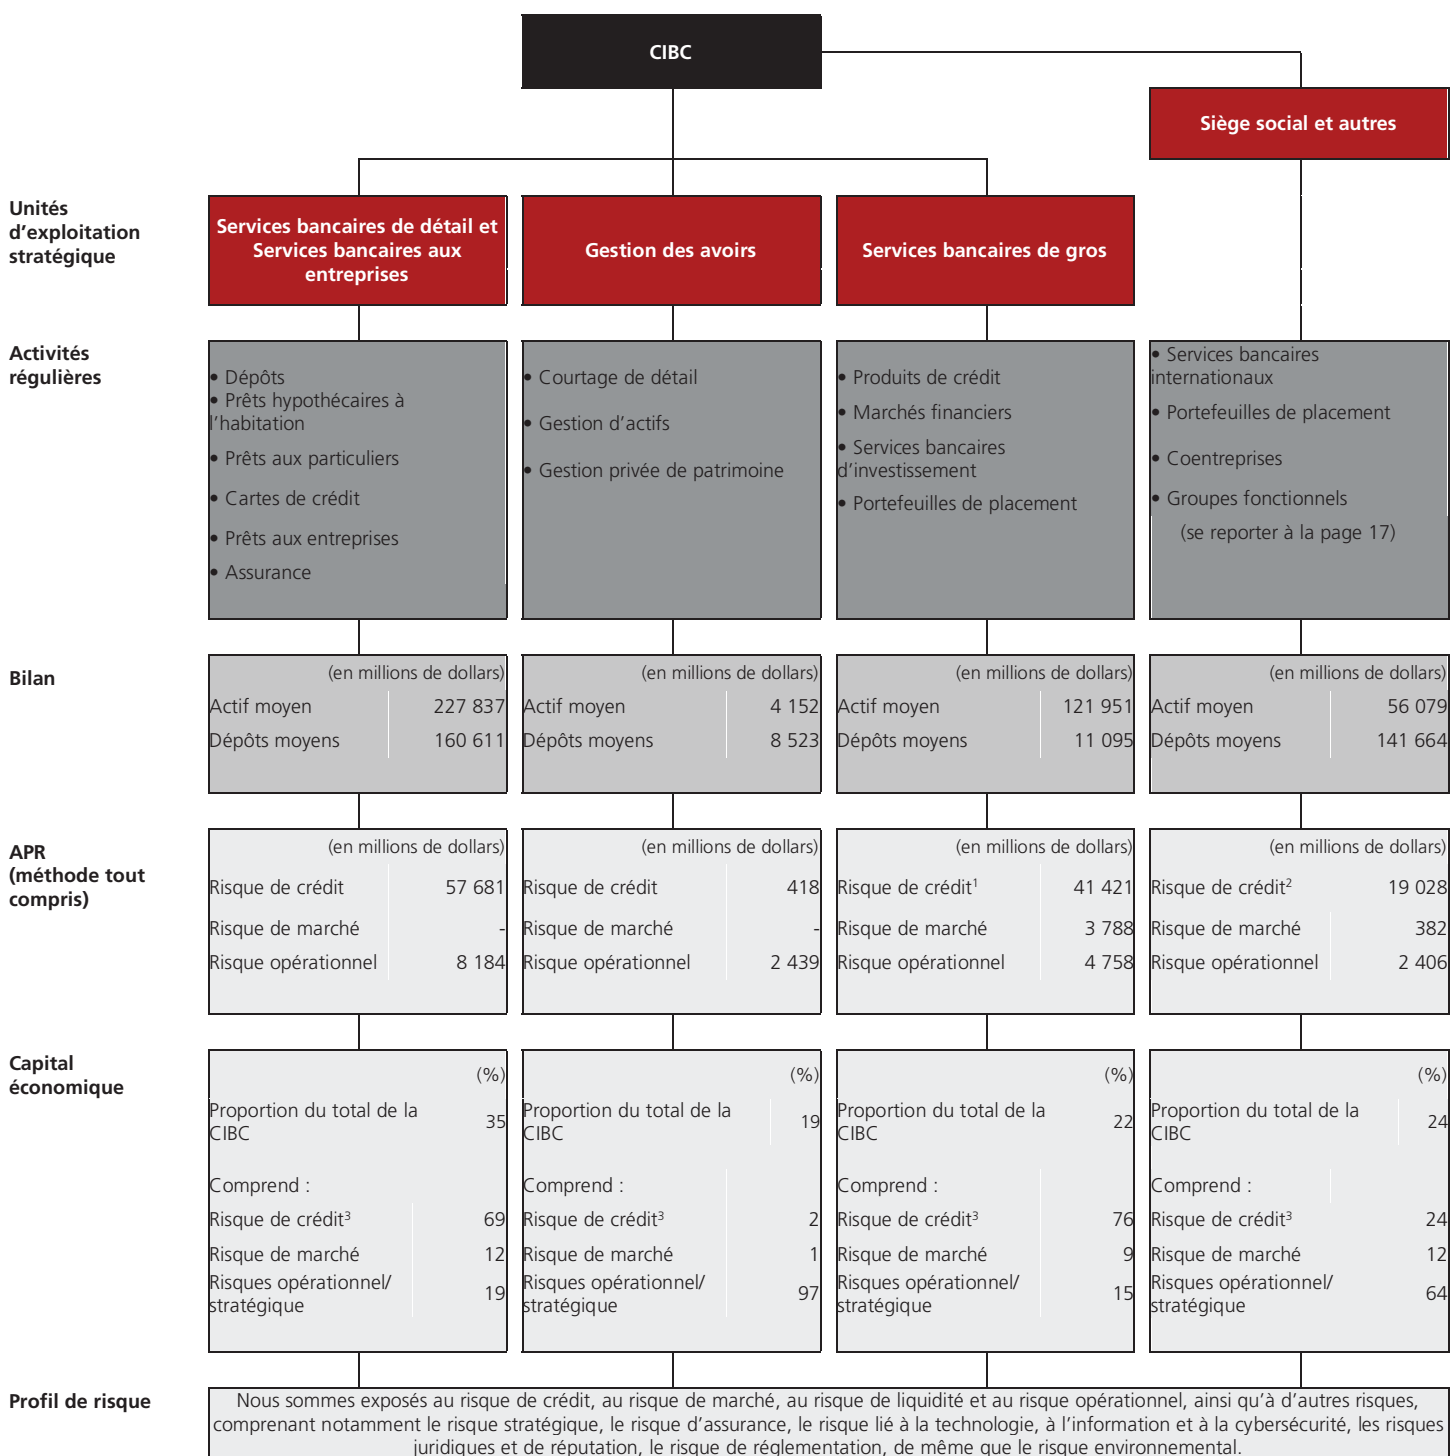 CIBC
Siège social et autres
Unités
d’exploitation
stratégique
Services bancaires de détail et
Services bancaires aux
entreprises
Gestion des avoirs
Services bancaires de gros
Activités
régulières
• Dépôts
• Prêts hypothécaires à
l’habitation
• Prêts aux particuliers
• Cartes de crédit
• Prêts aux entreprises
• Assurance
• Courtage de détail
• Gestion d’actifs
• Gestion privée de patrimoine
• Produits de crédit
• Marchés financiers
• Services bancaires
d’investissement
• Portefeuilles de placement
• Services bancaires
internationaux
• Portefeuilles de placement
• Coentreprises
• Groupes fonctionnels
(se reporter à la page 17)
Bilan
(en millions de dollars)
Actif moyen 227 837
Dépôts moyens 160 611
(en millions de dollars)
Actif moyen 4 152
Dépôts moyens 8 523
(en millions de dollars)
Actif moyen 121 951
Dépôts moyens 11 095
(en millions de dollars)
Actif moyen 56 079
Dépôts moyens 141 664
APR
(méthode tout
compris)
(en millions de dollars)
Risque de crédit 57 681
Risque de marché -
Risque opérationnel 8 184
(en millions de dollars)
Risque de crédit 418
Risque de marché -
Risque opérationnel 2 439
(en millions de dollars)
Risque de crédit¹ 41 421
Risque de marché 3 788
Risque opérationnel 4 758
(en millions de dollars)
Risque de crédit² 19 028
Risque de marché 382
Risque opérationnel 2 406
Capital
économique
(%)
Proportion du total de la
CIBC 35
Comprend :
Risque de crédit³ 69
Risque de marché 12
Risques opérationnel/
stratégique 19
(%)
Proportion du total de la
CIBC 19
Comprend :
Risque de crédit³ 2
Risque de marché 1
Risques opérationnel/
stratégique 97
(%)
Proportion du total de la
CIBC 22
Comprend :
Risque de crédit³ 76
Risque de marché 9
Risques opérationnel/
stratégique 15
(%)
Proportion du total de la
CIBC 24
Comprend :
Risque de crédit³ 24
Risque de marché 12
Risques opérationnel/
stratégique 64
Profil de risque
Nous sommes exposés au risque de crédit, au risque de marché, au risque de liquidité et au risque opérationnel, ainsi qu’à d’autres risques,
comprenant notamment le risque stratégique, le risque d’assurance, le risque lié à la technologie, à l’information et à la cybersécurité, les risques
juridiques et de réputation, le risque de réglementation, de même que le risque environnemental.